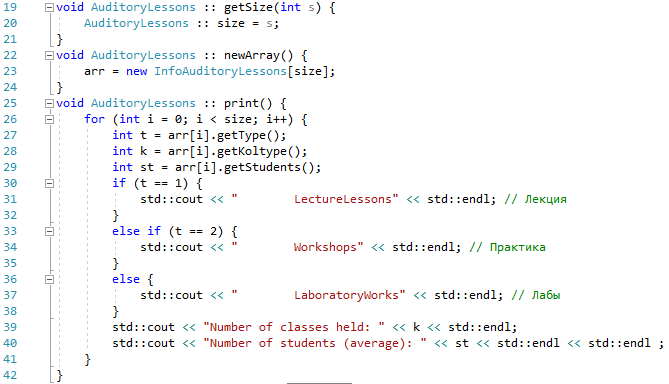 19 void AuditoryLessons :: getSize(int s) {
20     AuditoryLessons :: size = s;
21 }
22 void AuditoryLessons :: newArray() {
23     arr = new InfoAuditoryLessons[size];
24 }
25 void AuditoryLessons :: print() {
26     for (int i = 0; i < size; i++) {
27         int t = arr[i].getType();
28         int k = arr[i].getKoltype();
29         int st = arr[i].getStudents();
30         if (t == 1) {
31             std::cout << "        LectureLessons" << std::endl; // Лекция
32         }
33         else if (t == 2) {
34             std::cout << "        Workshops" << std::endl; // Практика
35         }
36         else {
37             std::cout << "        LaboratoryWorks" << std::endl; // Лабы
38         }
39         std::cout << "Number of classes held: " << k << std::endl;
40         std::cout << "Number of students (average): " << st << std::endl << std::endl ;
41     }
42 }